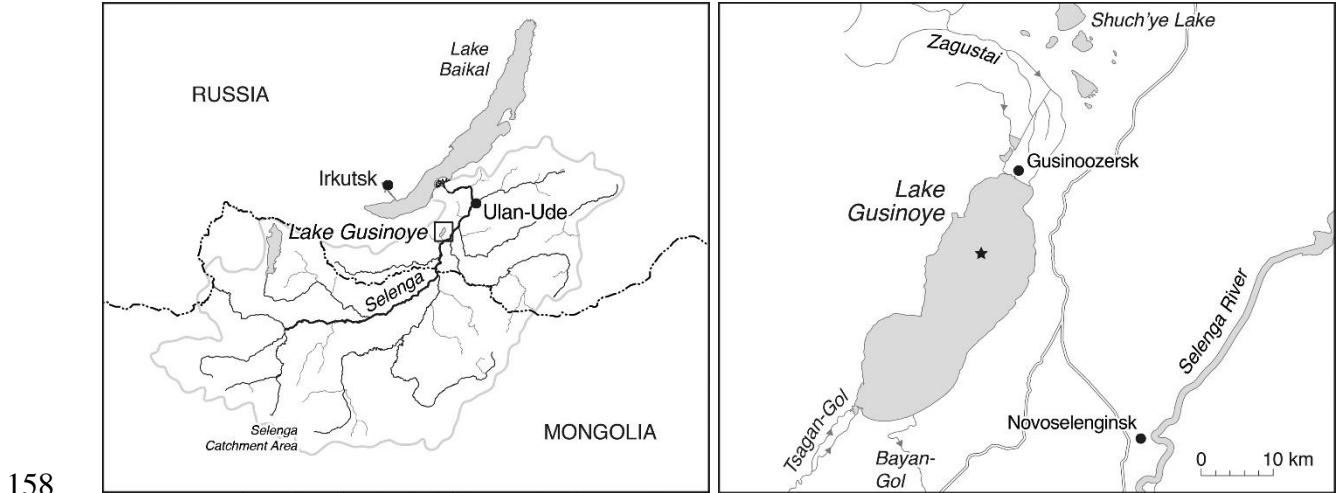 Lake
Baikal
RUSSIA
Irkutsk
Ulan-Ude
Lake Gusinoye
Selenga
Selenga
Catchment Area
MONGOLIA
Shuch'ye Lake
Zagustai
Gusinoozersk
Lake
Gusinoye
Selenga River
Novoselenginsk
Tsagan-Gol
Bayan-
Gol
0 10 km
158